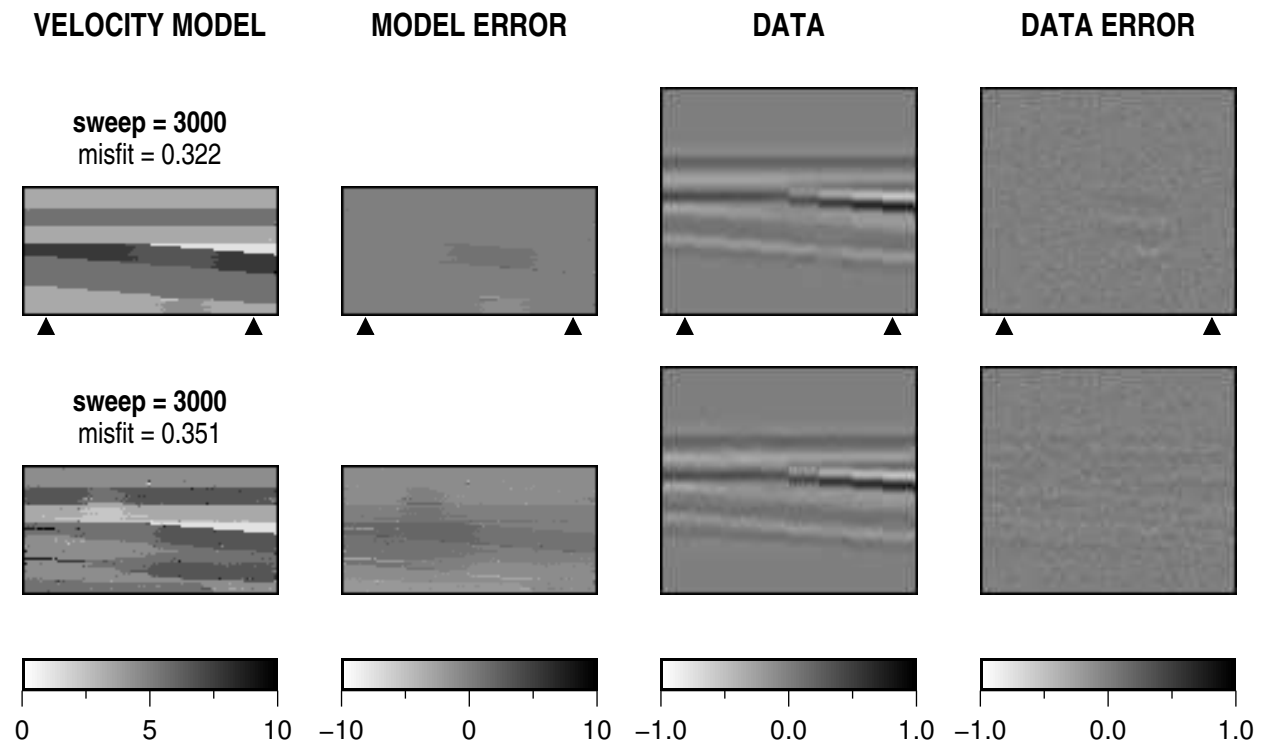 VELOCITY MODEL
MODEL ERROR
DATA
DATA ERROR
sweep = 3000
misfit = 0.322
sweep = 3000
misfit = 0.351
0 5 10
−10 0 10
−1.0 0.0 1.0
−1.0 0.0 1.0